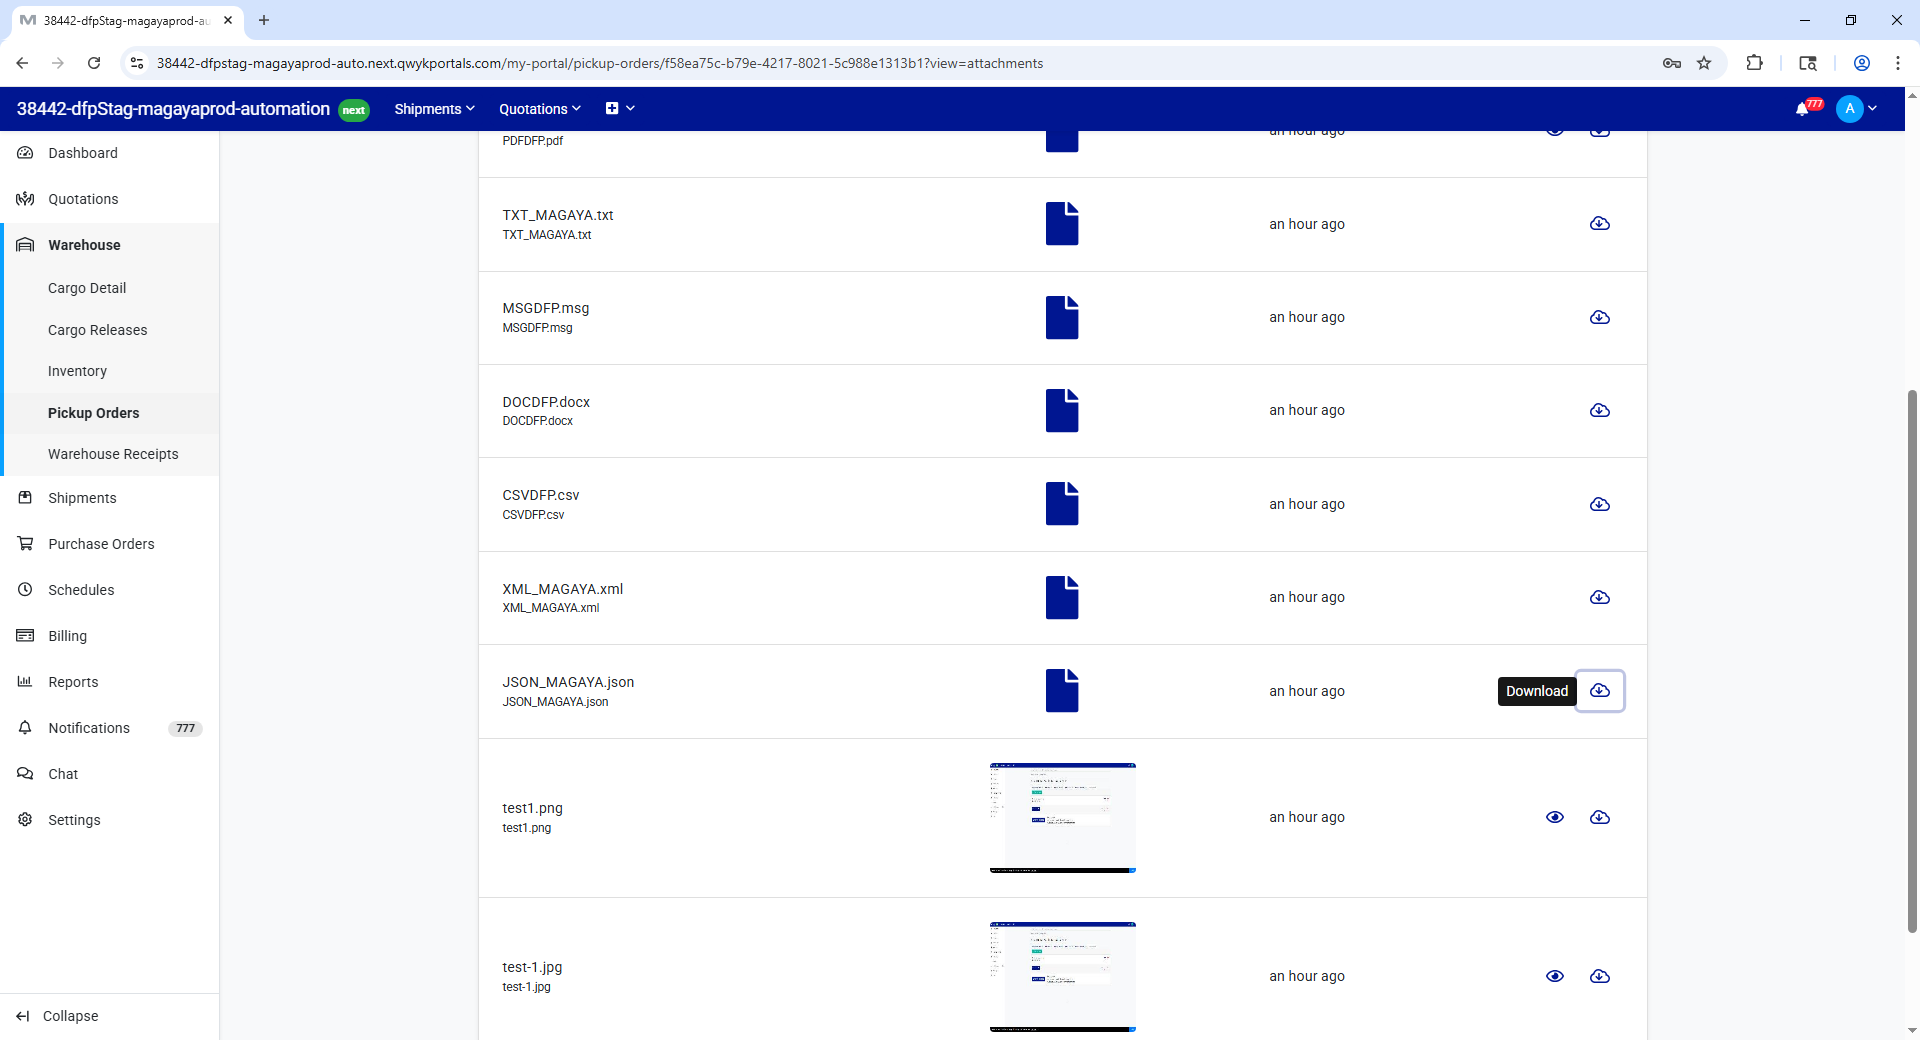 38442-dfpStag-magayaprod-au
38442-dfpstag-magayaprod-auto.next.qwykportals.com/my-portal/pickup-orders/f58ea75c-b79e-4217-8021-5c988e1313b1?view=attachments
38442-dfpStag-magayaprod-automation next Shipments Quotations 777 A
Dashboard
Quotations
Warehouse
Cargo Detail
Cargo Releases
Inventory
Pickup Orders
Warehouse Receipts
Shipments
Purchase Orders
Schedules
Billing
Reports
Notifications 777
Chat
Settings
Collapse
an hour ago
PDFDFP.pdf
TXT_MAGAYA.txt
TXT_MAGAYA.txt
an hour ago
MSGDFP.msg
MSGDFP.msg
an hour ago
DOCDFP.docx
DOCDFP.docx
an hour ago
CSVDFP.csv
CSVDFP.csv
an hour ago
XML_MAGAYA.xml
XML_MAGAYA.xml
an hour ago
JSON_MAGAYA.json
JSON_MAGAYA.json
an hour ago
Download
test1.png
test1.png
an hour ago
test-1.jpg
test-1.jpg
an hour ago